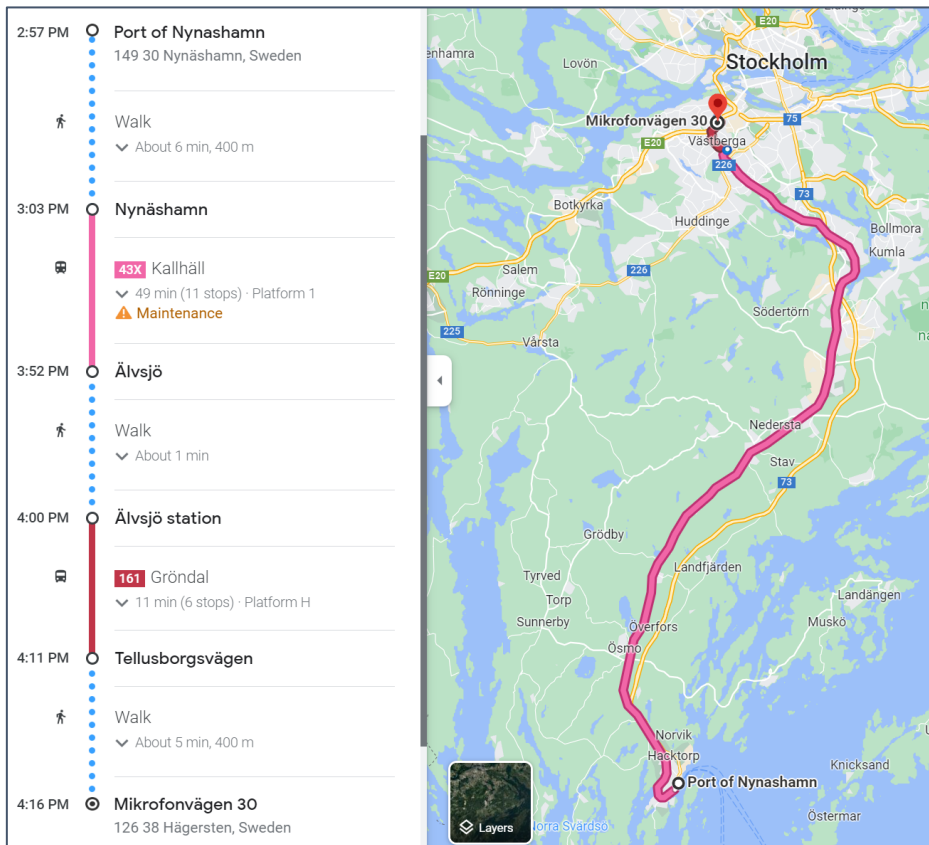 2:57 PM
Port of Nynashamn
149 30 Nynäshamn, Sweden
Walk
About 6 min, 400 m
3:03 PM
Nynäshamn
43X Kallhäll
49 min (11 stops) · Platform 1
Maintenance
3:52 PM
Älvsjö
Walk
About 1 min
4:00 PM
Älvsjö station
161 Gröndal
11 min (6 stops) · Platform H
4:11 PM
Tellusborgsvägen
Walk
About 5 min, 400 m
4:16 PM
Mikrofonvägen 30
126 38 Hägersten, Sweden
E20
Lovön
Stockholm
Mikrofonvägen 30
75
E20
Västberga
226
73
Botkyrka
Huddinge
Bollmora
Kumla
E20
Salem
226
Rönninge
Södertörn
225
Vårsta
Nedersta
Stav
73
Grödby
Landfjärden
Tyrved
Torp
Landängen
Sunnerby
Överfors
Muskö
Ösmo
Norvik
Hacktorp
Knicksand
Port of Nynashamn
Östermar
Norra Svärdsö
Layers